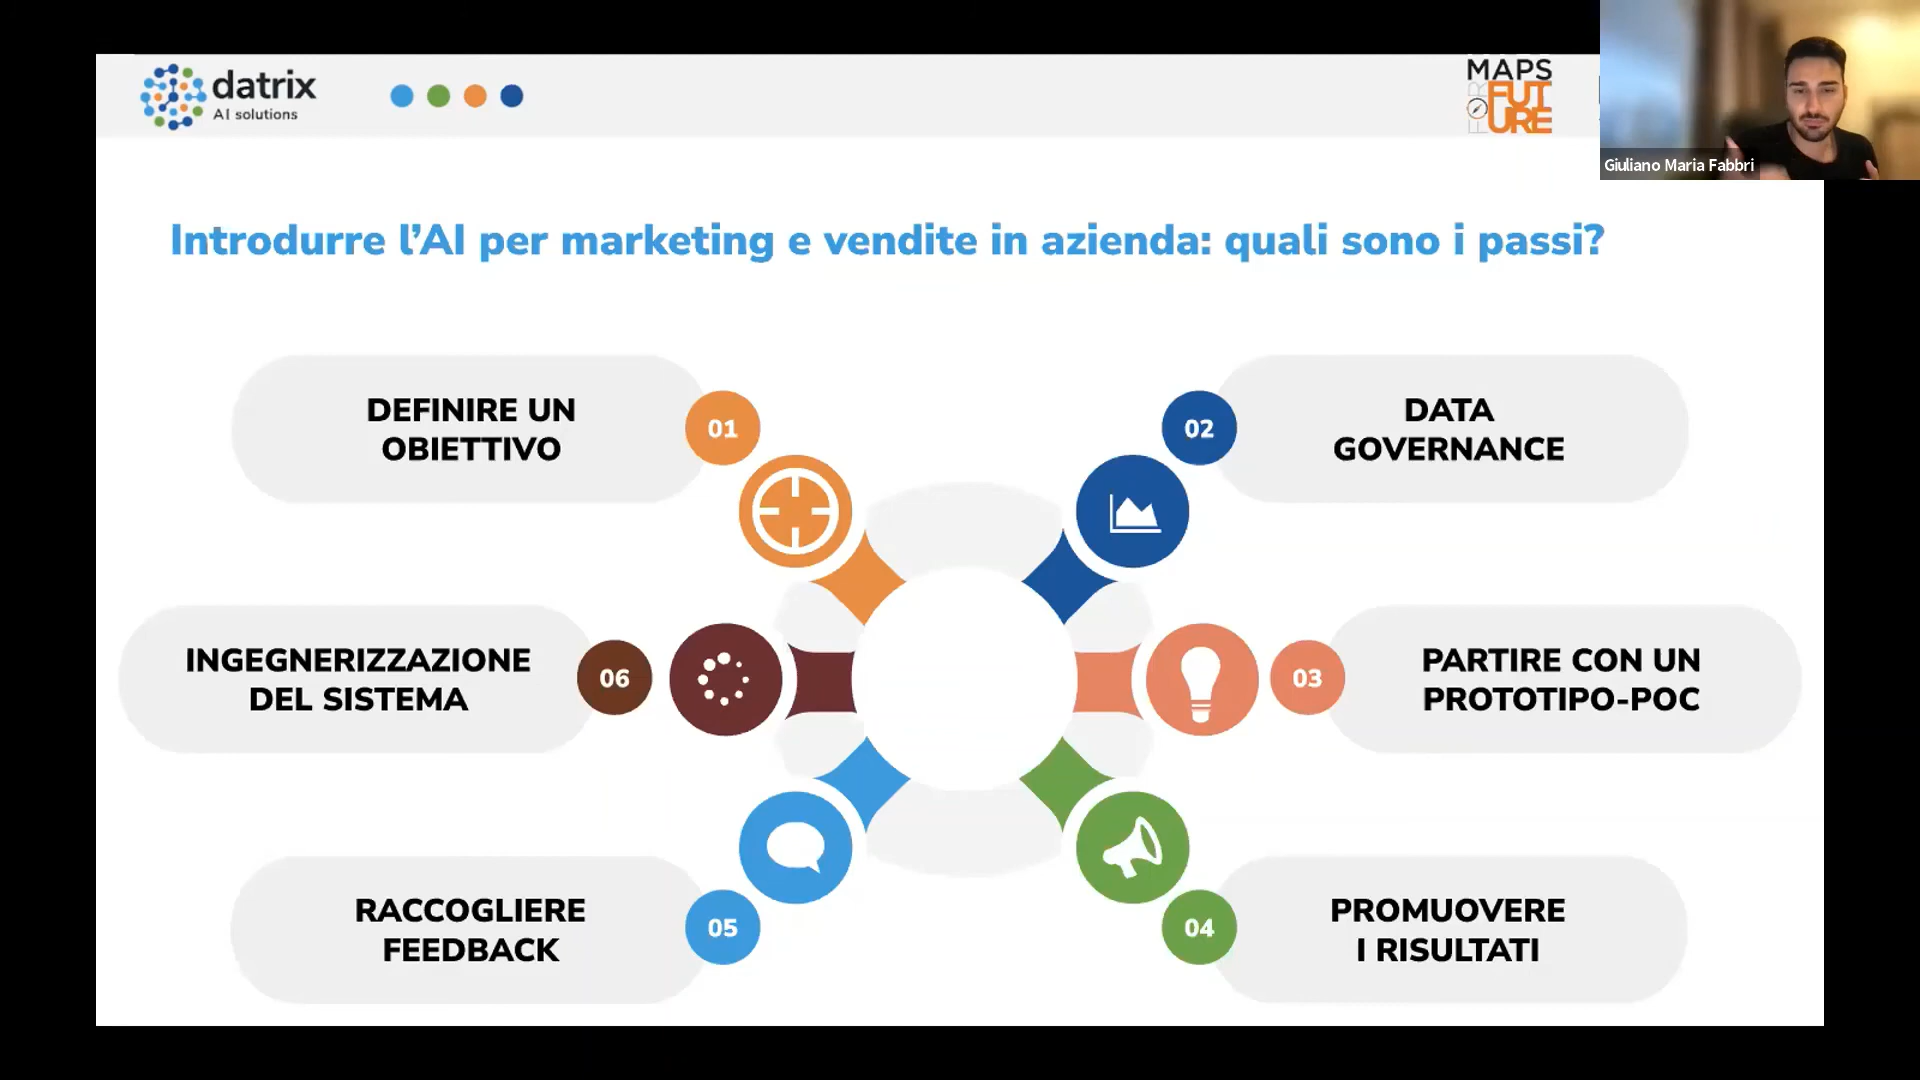 datrix
AI solutions
MAPS
FOR
FUTURE
Giuliano Maria Fabbri
Introdurre l’AI per marketing e vendite in azienda: quali sono i passi?
DEFINIRE UN
OBIETTIVO
01
02
DATA
GOVERNANCE
INGEGNERIZZAZIONE
DEL SISTEMA
06
03
PARTIRE CON UN
PROTOTIPO-POC
RACCOGLIERE
FEEDBACK
05
04
PROMUOVERE
I RISULTATI